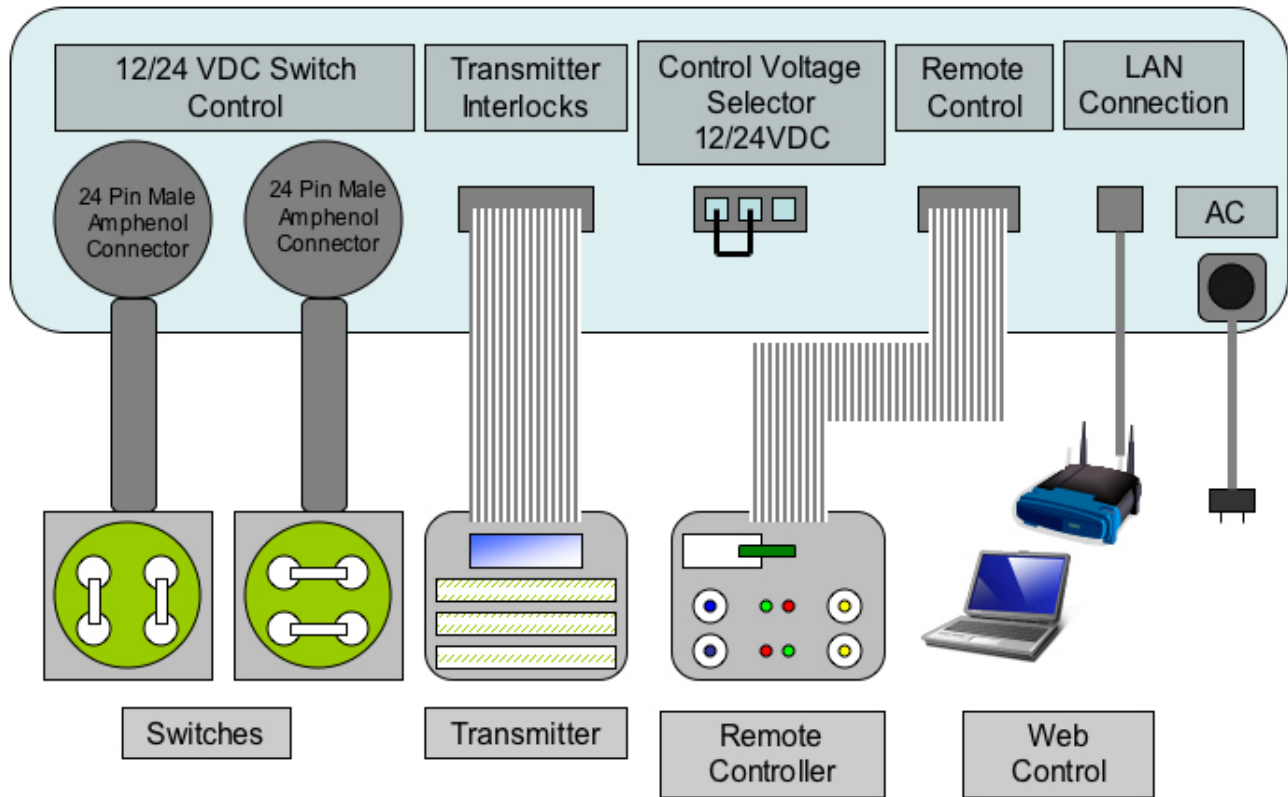 12/24 VDC Switch
Control
Transmitter
Interlocks
Control Voltage
Selector
12/24VDC
Remote
Control
LAN
Connection
24 Pin Male
Amphenol
Connector
24 Pin Male
Amphenol
Connector
AC
Switches
Transmitter
Remote
Controller
Web
Control